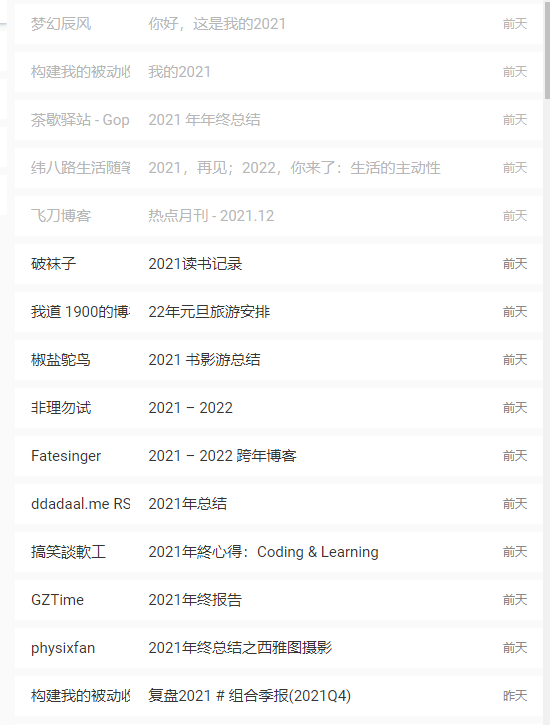 梦幻辰风 你好，这是我的2021 前天
构建我的被动收 我的2021 前天
茶歇驿站 - Gop 2021 年年终总结 前天
纬八路生活随笔 2021，再见；2022，你来了：生活的主动性 前天
飞刀博客 热点月刊 - 2021.12 前天
破袜子 2021读书记录 前天
我道 1900的博 22年元旦旅游安排 前天
椒盐鸵鸟 2021 书影游总结 前天
非理勿试 2021 – 2022 前天
Fatesinger 2021 – 2022 跨年博客 前天
ddadaal.me RS 2021年总结 前天
搞笑談軟工 2021年終心得：Coding & Learning 前天
GZTime 2021年终报告 前天
physixfan 2021年终总结之西雅图摄影 前天
构建我的被动收 复盘2021 # 组合季报(2021Q4) 昨天